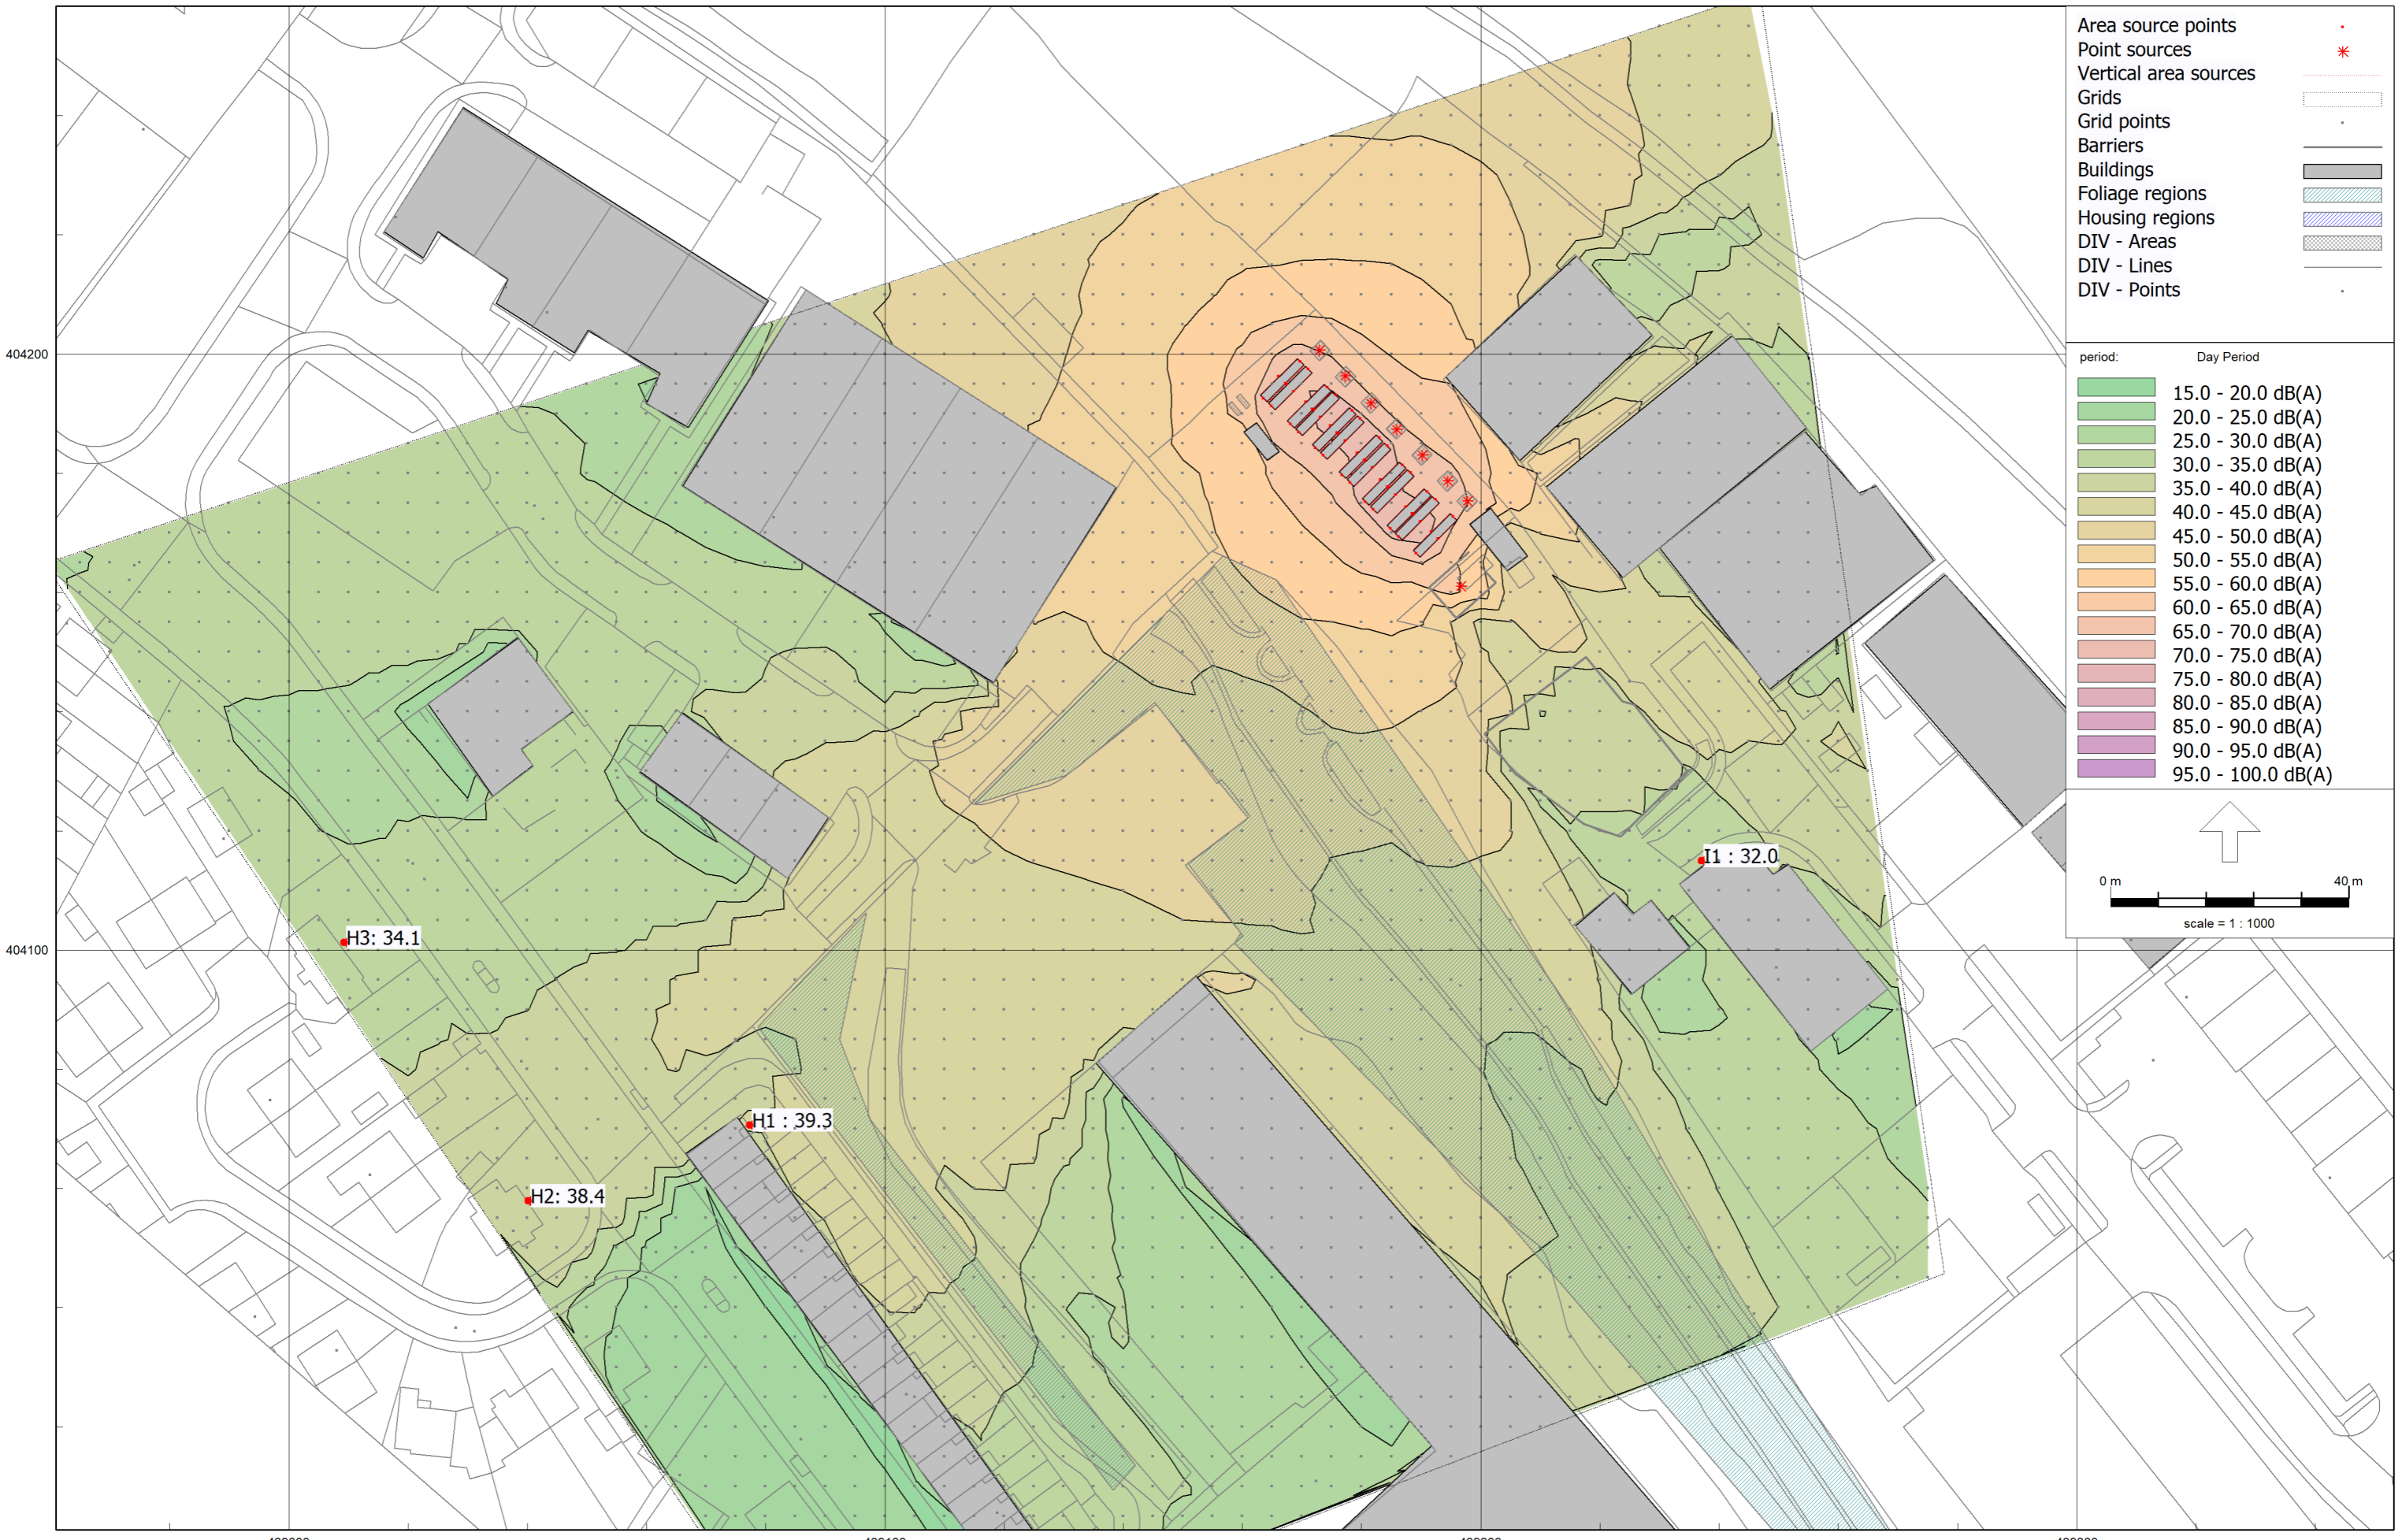 Area source points
Point sources
Vertical area sources
Grids
Grid points
Barriers
Buildings
Foliage regions
Housing regions
DIV - Areas
DIV - Lines
DIV - Points
period: Day Period
15.0 - 20.0 dB(A)
20.0 - 25.0 dB(A)
25.0 - 30.0 dB(A)
30.0 - 35.0 dB(A)
35.0 - 40.0 dB(A)
40.0 - 45.0 dB(A)
45.0 - 50.0 dB(A)
50.0 - 55.0 dB(A)
55.0 - 60.0 dB(A)
60.0 - 65.0 dB(A)
65.0 - 70.0 dB(A)
70.0 - 75.0 dB(A)
75.0 - 80.0 dB(A)
80.0 - 85.0 dB(A)
85.0 - 90.0 dB(A)
90.0 - 95.0 dB(A)
95.0 - 100.0 dB(A)
0 m 40 m
scale = 1 : 1000
404200
404100
I1 : 32.0
H3: 34.1
H1 : 39.3
H2: 38.4